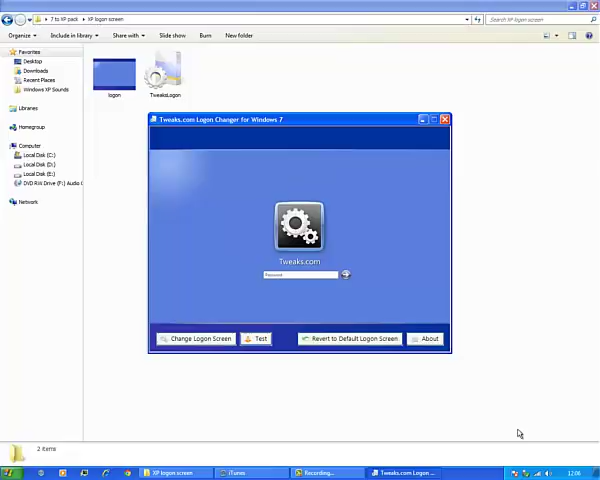 7 to XP pack ▸ XP logon screen
Search XP logon screen
Organize
Include in library
Share with
Slide show
Burn
New folder
Favorites
Desktop
Downloads
Recent Places
Windows XP Sounds
Libraries
Homegroup
Computer
Local Disk (C:)
Local Disk (D:)
Local Disk (E:)
DVD RW Drive (F:) Audio C
Network
logon
TweaksLogon
Tweaks.com Logon Changer for Windows 7
Tweaks.com
Password
Change Logon Screen
Test
Revert to Default Logon Screen
About
2 items
XP logon screen
iTunes
Recording...
Tweaks.com Logon ...
12:06